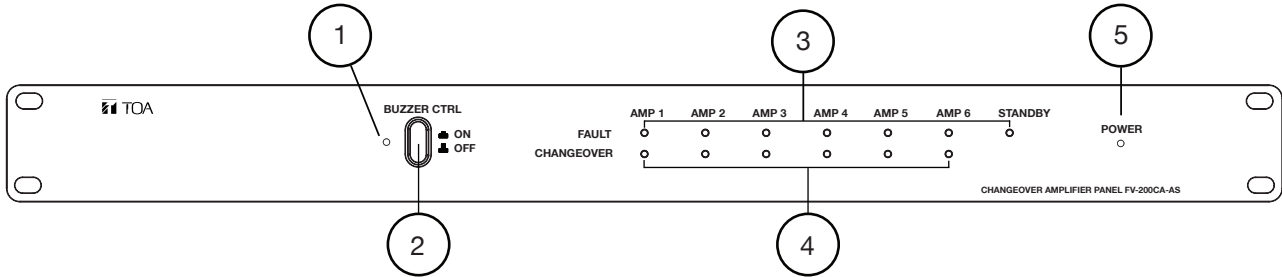 1 3 5
TOA
BUZZER CTRL
ON
OFF
AMP 1 AMP 2 AMP 3 AMP 4 AMP 5 AMP 6 STANDBY
FAULT
CHANGEOVER
POWER
CHANGEOVER AMPLIFIER PANEL FV-200CA-AS
2 4